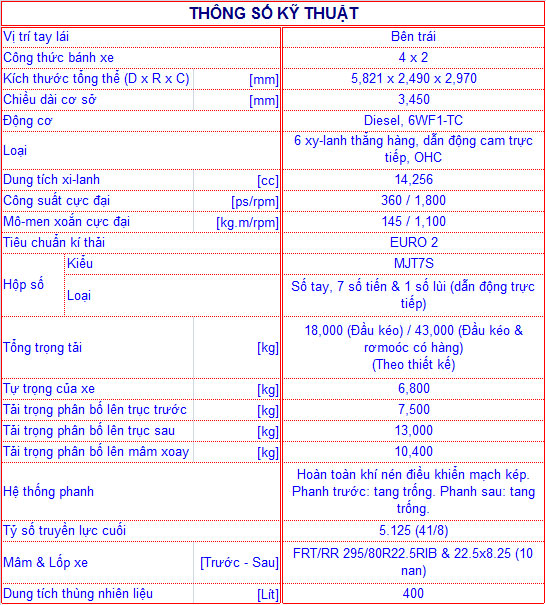 THÔNG SỐ KỸ THUẬT
Vị trí tay lái Bên trái
Công thức bánh xe 4 x 2
Kích thước tổng thể (D x R x C) [mm] 5,821 x 2,490 x 2,970
Chiều dài cơ sở [mm] 3,450
Động cơ Diesel, 6WF1-TC
Loại 6 xy-lanh thẳng hàng, dẫn động cam trực
tiếp, OHC
Dung tích xi-lanh [cc] 14,256
Công suất cực đại [ps/rpm] 360 / 1,800
Mô-men xoắn cực đại [kg.m/rpm] 145 / 1,100
Tiêu chuẩn kí thải EURO 2
Hộp số Kiểu MJT7S
Loại Số tay, 7 số tiến & 1 số lùi (dẫn động trực
tiếp)
Tổng trọng tải [kg] 18,000 (Đầu kéo) / 43,000 (Đầu kéo &
rơmoóc có hàng)
(Theo thiết kế)
Tự trọng của xe [kg] 6,800
Tải trọng phân bố lên trục trước [kg] 7,500
Tải trọng phân bố lên trục sau [kg] 13,000
Tải trọng phân bố lên mâm xoay [kg] 10,400
Hệ thống phanh Hoàn toàn khí nén điều khiển mạch kép.
Phanh trước: tang trống. Phanh sau: tang
trống.
Tỷ số truyền lực cuối 5.125 (41/8)
Mâm & Lốp xe [Trước - Sau] FRT/RR 295/80R22.5RIB & 22.5x8.25 (10
nan)
Dung tích thùng nhiên liệu [Lít] 400